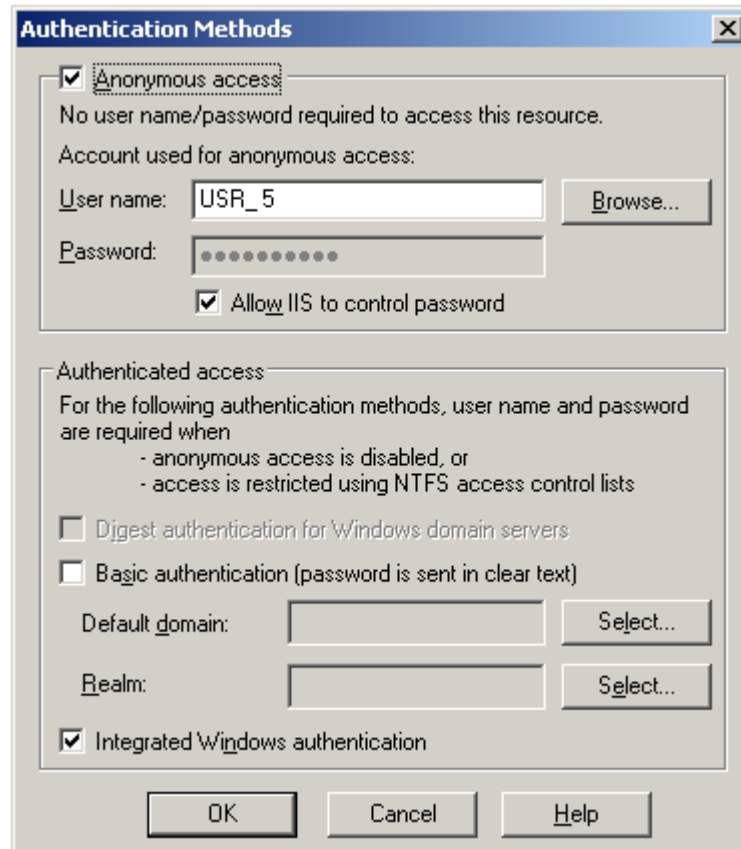 Authentication Methods
Anonymous access
No user name/password required to access this resource.
Account used for anonymous access:
User name: USR_ 5 Browse...
Password: ●●●●●●●●●●
Allow IIS to control password
Authenticated access
For the following authentication methods, user name and password
are required when
- anonymous access is disabled, or
- access is restricted using NTFS access control lists
Digest authentication for Windows domain servers
Basic authentication (password is sent in clear text)
Default domain: Select...
Realm: Select...
Integrated Windows authentication
OK Cancel Help